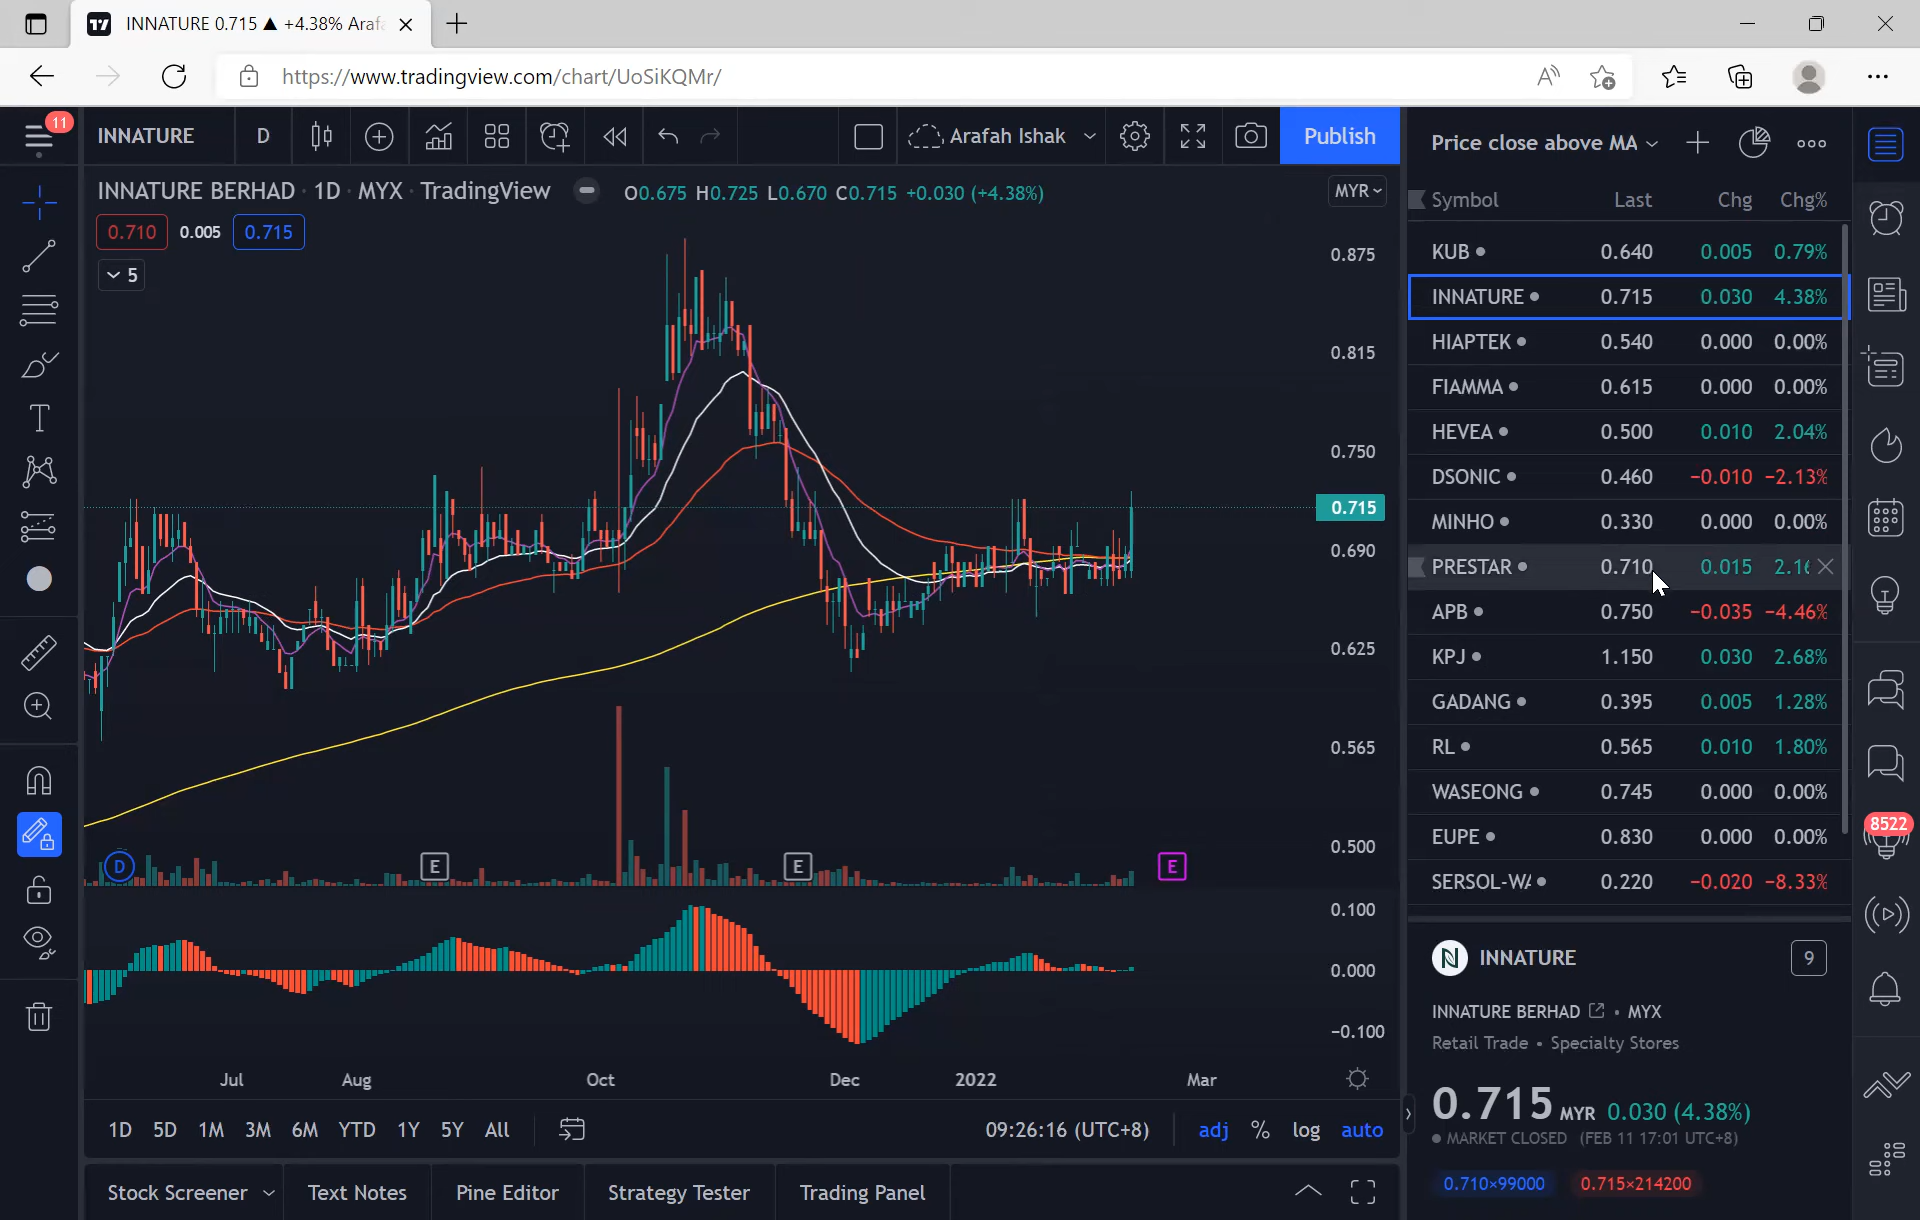 INNATURE 0.715 ▲ +4.38% Araf
https://www.tradingview.com/chart/UoSiKQMr/
11
INNATURE D Arafah Ishak Publish
INNATURE BERHAD · 1D · MYX · TradingView O0.675 H0.725 L0.670 C0.715 +0.030 (+4.38%) MYR
0.710 0.005 0.715
5
0.875
0.815
0.750
0.715
0.690
0.625
0.565
0.500
D E E E
0.100
0.000
−0.100
Jul Aug Oct Dec 2022 Mar
1D 5D 1M 3M 6M YTD 1Y 5Y All 09:26:16 (UTC+8) adj % log auto
Stock Screener Text Notes Pine Editor Strategy Tester Trading Panel
Price close above MA
Symbol Last Chg Chg%
KUB 0.640 0.005 0.79%
INNATURE 0.715 0.030 4.38%
HIAPTEK 0.540 0.000 0.00%
FIAMMA 0.615 0.000 0.00%
HEVEA 0.500 0.010 2.04%
DSONIC 0.460 −0.010 −2.13%
MINHO 0.330 0.000 0.00%
PRESTAR 0.710 0.015 2.16
APB 0.750 −0.035 −4.46%
KPJ 1.150 0.030 2.68%
GADANG 0.395 0.005 1.28%
RL 0.565 0.010 1.80%
WASEONG 0.745 0.000 0.00%
EUPE 0.830 0.000 0.00%
SERSOL-WA 0.220 −0.020 −8.33%
8522
N INNATURE 9
INNATURE BERHAD • MYX
Retail Trade • Specialty Stores
0.715 MYR 0.030 (4.38%)
MARKET CLOSED (FEB 11 17:01 UTC+8)
0.710×99000 0.715×214200